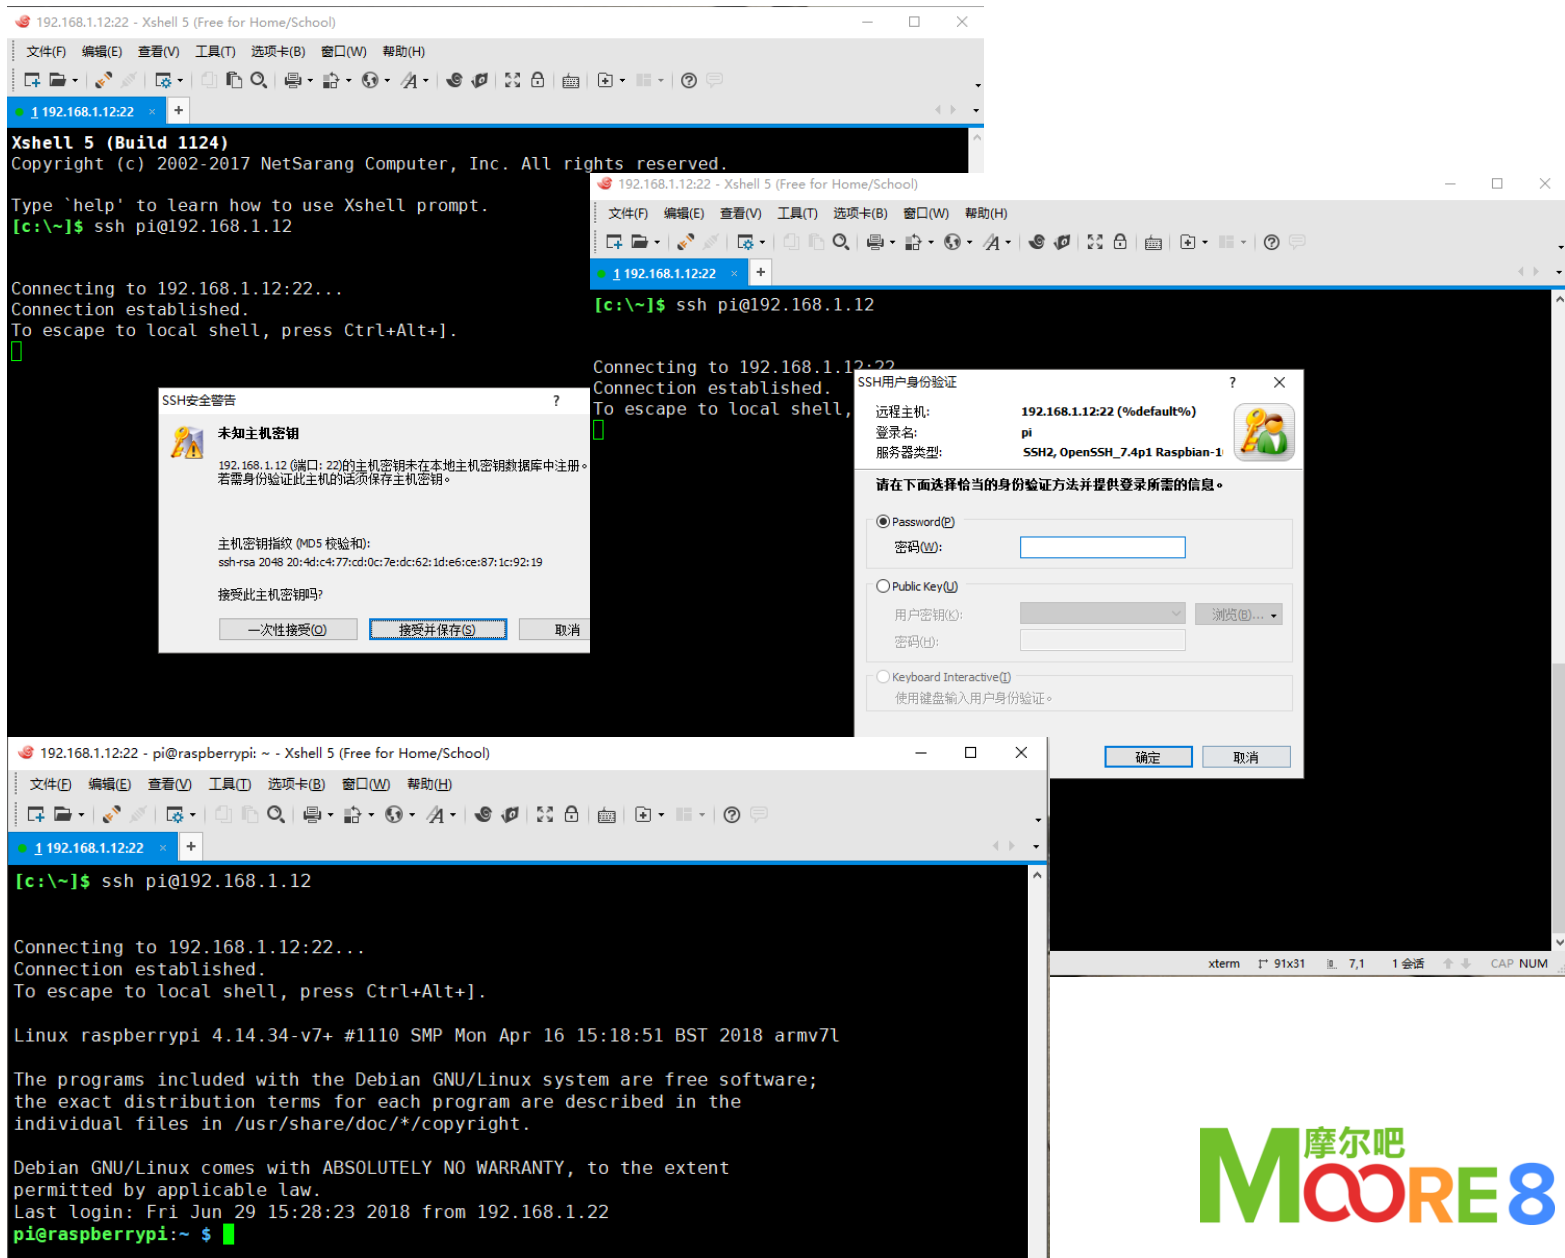 192.168.1.12:22 - Xshell 5 (Free for Home/School)
文件(F) 编辑(E) 查看(V) 工具(T) 选项卡(B) 窗口(W) 帮助(H)
1 192.168.1.12:22
Xshell 5 (Build 1124)
Copyright (c) 2002-2017 NetSarang Computer, Inc. All rights reserved.
Type `help' to learn how to use Xshell prompt.
[c:\~]$ ssh pi@192.168.1.12
Connecting to 192.168.1.12:22...
Connection established.
To escape to local shell, press Ctrl+Alt+].
SSH安全警告
未知主机密钥
192.168.1.12 (端口: 22)的主机密钥未在本地主机密钥数据库中注册。
若需身份验证此主机的话须保存主机密钥。
主机密钥指纹 (MD5 校验和):
ssh-rsa 2048 20:4d:c4:77:cd:0c:7e:dc:62:1d:e6:ce:87:1c:92:19
接受此主机密钥吗?
一次性接受(O) 接受并保存(S) 取消
192.168.1.12:22 - Xshell 5 (Free for Home/School)
文件(F) 编辑(E) 查看(V) 工具(T) 选项卡(B) 窗口(W) 帮助(H)
1 192.168.1.12:22
[c:\~]$ ssh pi@192.168.1.12
Connecting to 192.168.1.12:22
Connection established.
To escape to local shell,
SSH用户身份验证
远程主机: 192.168.1.12:22 (%default%)
登录名: pi
服务器类型: SSH2, OpenSSH_7.4p1 Raspbian-1
请在下面选择恰当的身份验证方法并提供登录所需的信息。
Password(P)
密码(W):
Public Key(U)
用户密钥(K): 浏览(B)...
密码(H):
Keyboard Interactive(I)
使用键盘输入用户身份验证。
确定 取消
xterm 91x31 7,1 1 会话 CAP NUM
192.168.1.12:22 - pi@raspberrypi: ~ - Xshell 5 (Free for Home/School)
文件(F) 编辑(E) 查看(V) 工具(T) 选项卡(B) 窗口(W) 帮助(H)
1 192.168.1.12:22
[c:\~]$ ssh pi@192.168.1.12
Connecting to 192.168.1.12:22...
Connection established.
To escape to local shell, press Ctrl+Alt+].
Linux raspberrypi 4.14.34-v7+ #1110 SMP Mon Apr 16 15:18:51 BST 2018 armv7l
The programs included with the Debian GNU/Linux system are free software;
the exact distribution terms for each program are described in the
individual files in /usr/share/doc/*/copyright.
Debian GNU/Linux comes with ABSOLUTELY NO WARRANTY, to the extent
permitted by applicable law.
Last login: Fri Jun 29 15:28:23 2018 from 192.168.1.22
pi@raspberrypi:~ $
摩尔吧
MOORE8